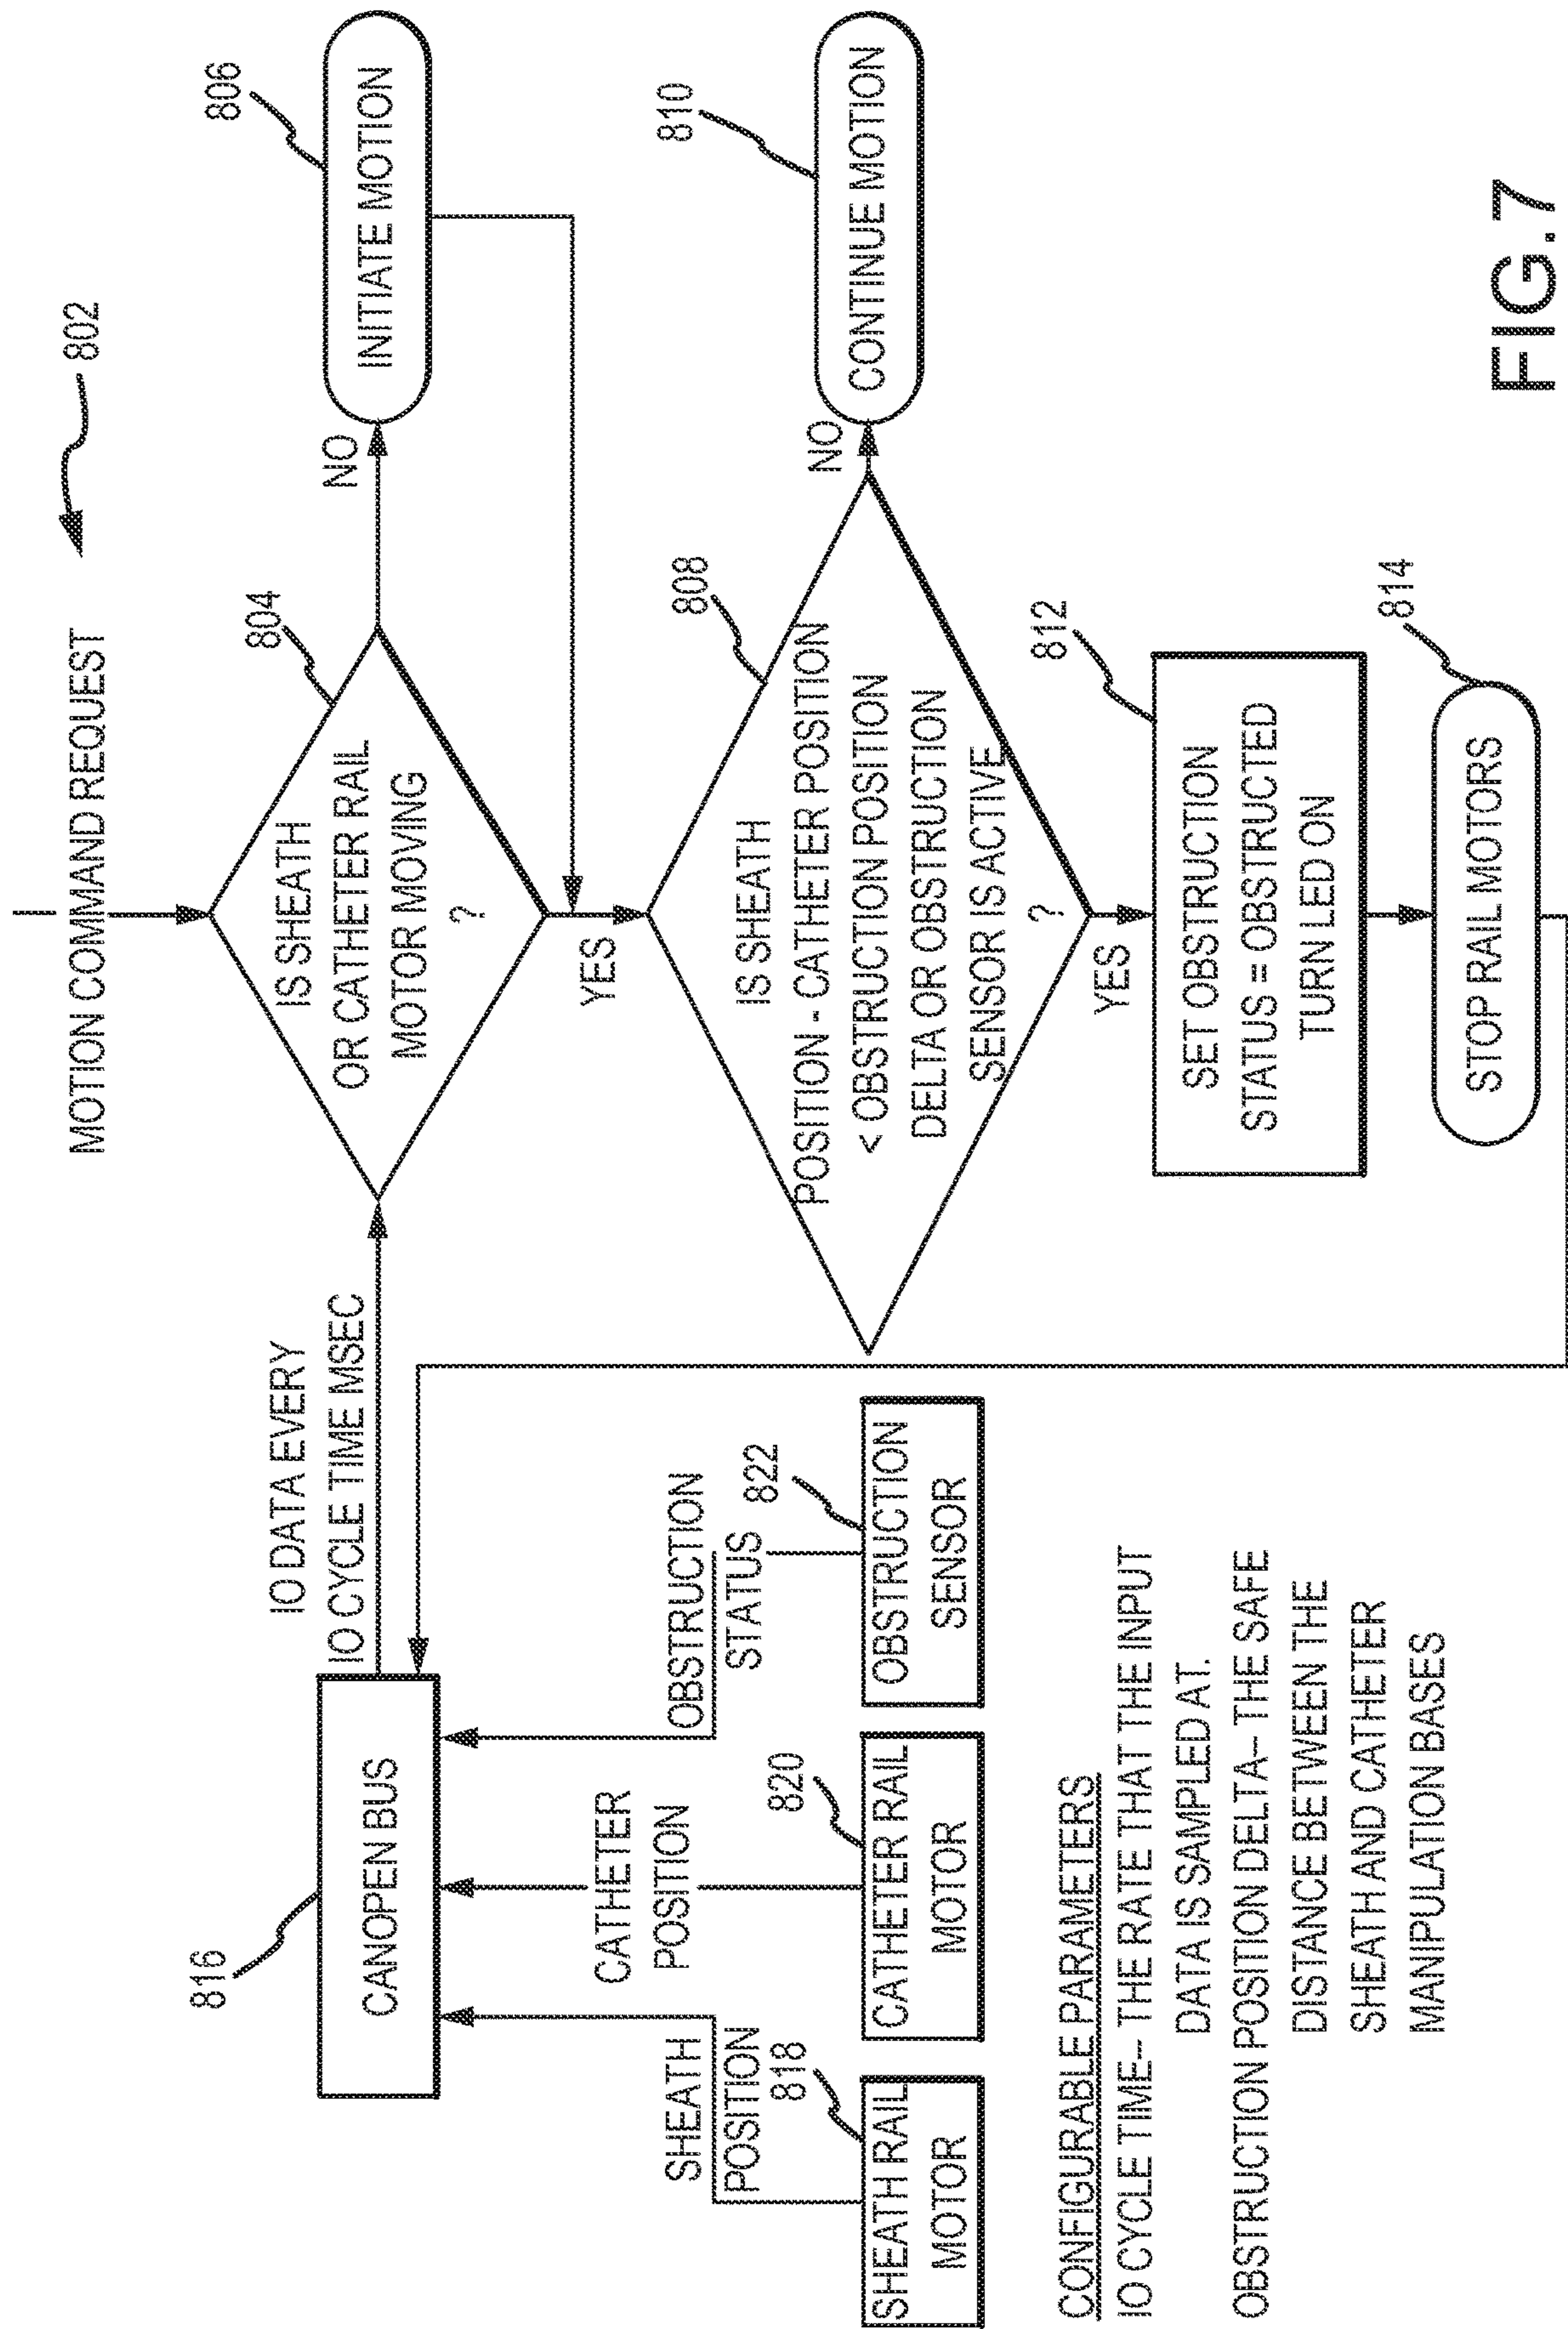 MOTION COMMAND REQUEST
802
IO DATA EVERY
IO CYCLE TIME MSEC
804
IS SHEATH
OR CATHETER RAIL
MOTOR MOVING
?
NO
806
INITIATE MOTION
YES
816
CANOPEN BUS
SHEATH
POSITION
818
SHEATH RAIL
MOTOR
CATHETER
POSITION
820
CATHETER RAIL
MOTOR
OBSTRUCTION
STATUS
822
OBSTRUCTION
SENSOR
808
IS SHEATH
POSITION - CATHETER POSITION
< OBSTRUCTION POSITION
DELTA OR OBSTRUCTION
SENSOR IS ACTIVE
?
NO
810
CONTINUE MOTION
YES
812
SET OBSTRUCTION
STATUS = OBSTRUCTED
TURN LED ON
814
STOP RAIL MOTORS
CONFIGURABLE PARAMETERS
IO CYCLE TIME-- THE RATE THAT THE INPUT
DATA IS SAMPLED AT.
OBSTRUCTION POSITION DELTA-- THE SAFE
DISTANCE BETWEEN THE
SHEATH AND CATHETER
MANIPULATION BASES
FIG.7